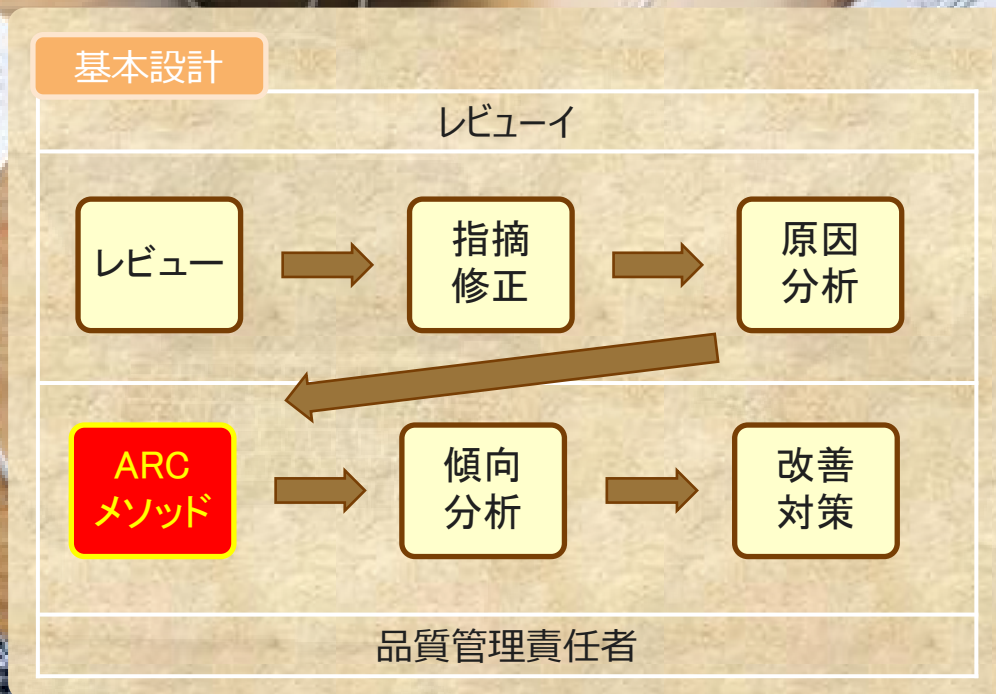 基本設計
レビューイ
レビュー
指摘
修正
原因
分析
ARC
メソッド
傾向
分析
改善
対策
品質管理責任者